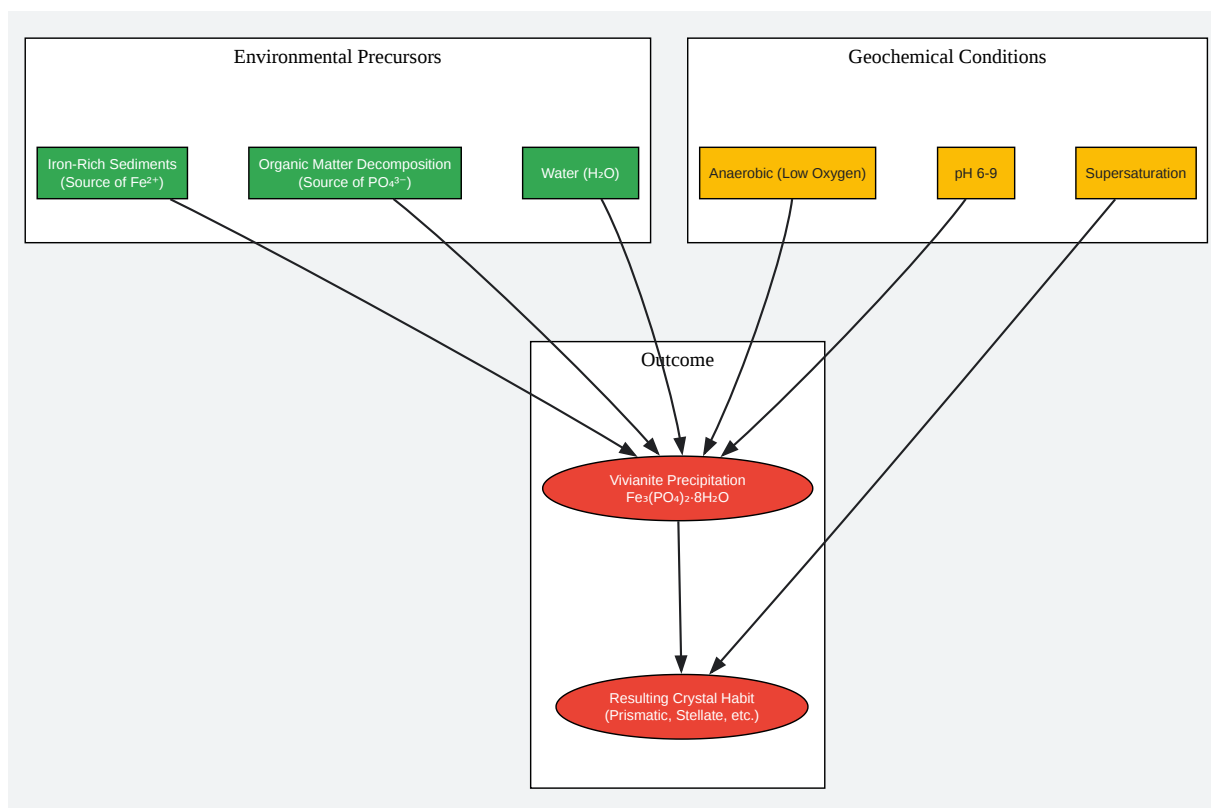 Environmental Precursors
Iron-Rich Sediments
(Source of Fe²⁺)
Organic Matter Decomposition
(Source of PO₄³⁻)
Water (H₂O)
Geochemical Conditions
Anaerobic (Low Oxygen)
pH 6-9
Supersaturation
Outcome
Vivianite Precipitation
Fe₃(PO₄)₂·8H₂O
Resulting Crystal Habit
(Prismatic, Stellate, etc.)